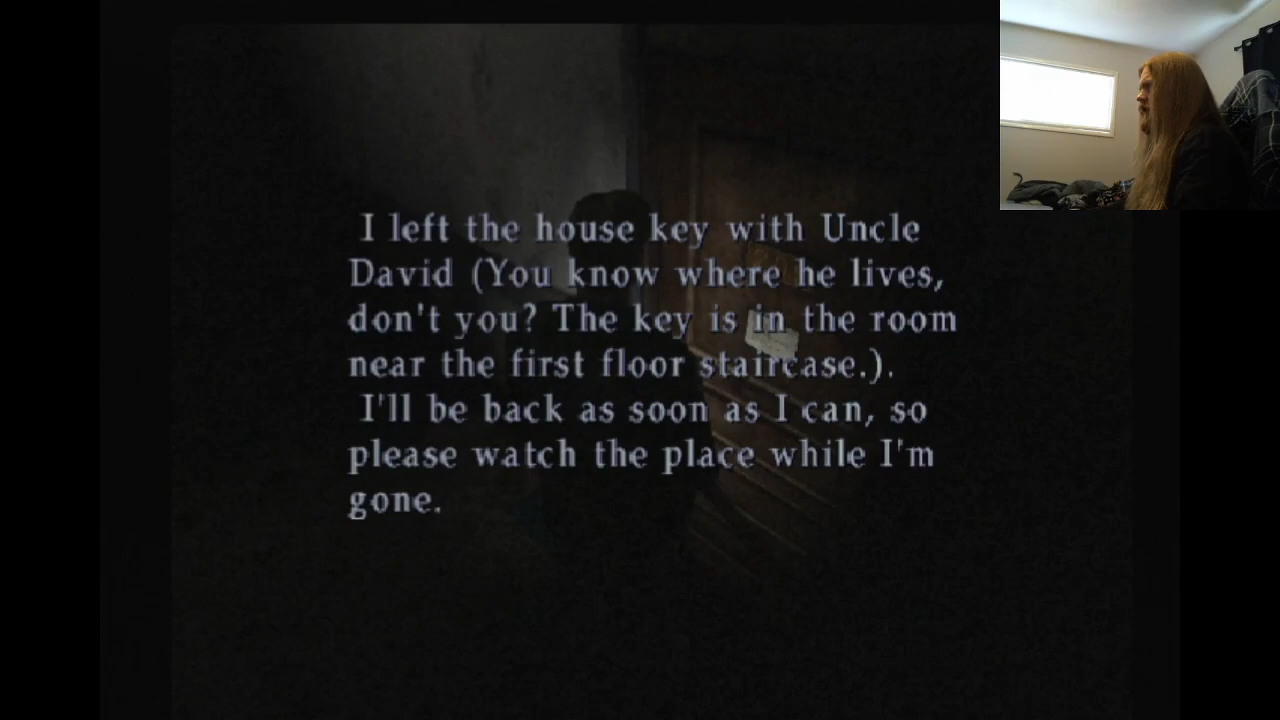 I left the house key with Uncle
David (You know where he lives,
don't you? The key is in the room
near the first floor staircase.).
I'll be back as soon as I can, so
please watch the place while I'm
gone.